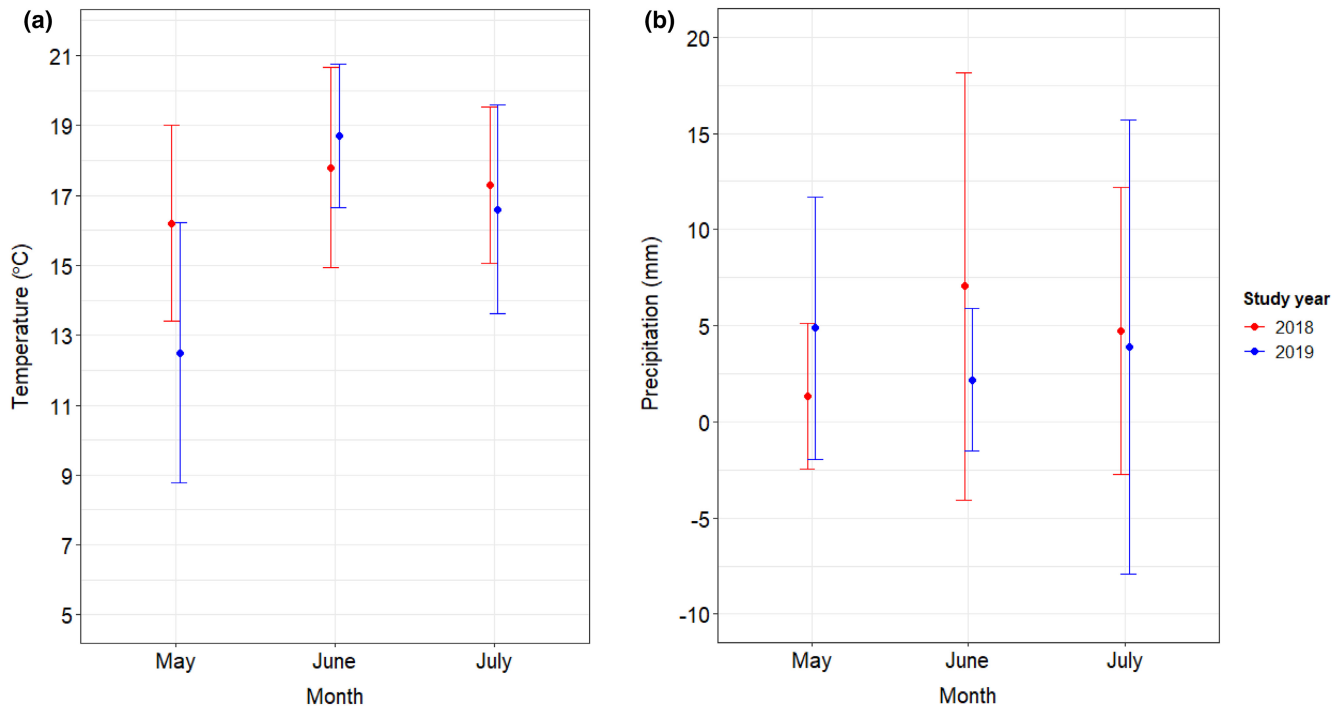 (a)
Temperature (°C)
21
19
17
15
13
11
9
7
5
May June July
Month
(b)
Precipitation (mm)
20
15
10
5
0
-5
-10
May June July
Month
Study year
2018
2019